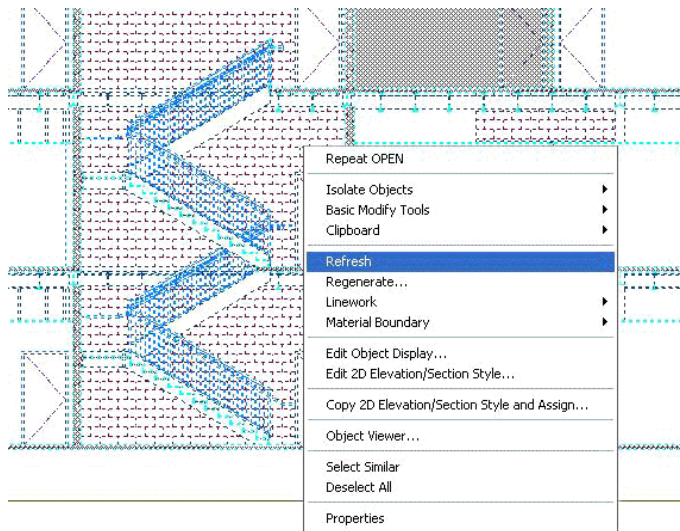 Repeat OPEN
Isolate Objects
Basic Modify Tools
Clipboard
Refresh
Regenerate...
Linework
Material Boundary
Edit Object Display...
Edit 2D Elevation/Section Style...
Copy 2D Elevation/Section Style and Assign...
Object Viewer...
Select Similar
Deselect All
Properties